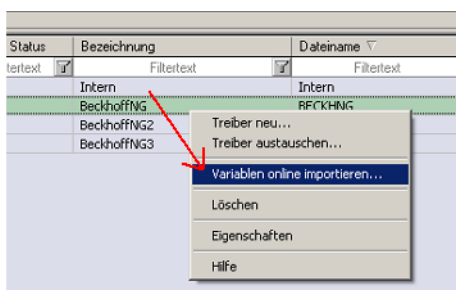 Status Bezeichnung Dateiname
tertext Filtertext Filtertext
Intern Intern
BeckhoffNG BECKHNG
BeckhoffNG2
BeckhoffNG3
Treiber neu...
Treiber austauschen...
Variablen online importieren...
Löschen
Eigenschaften
Hilfe